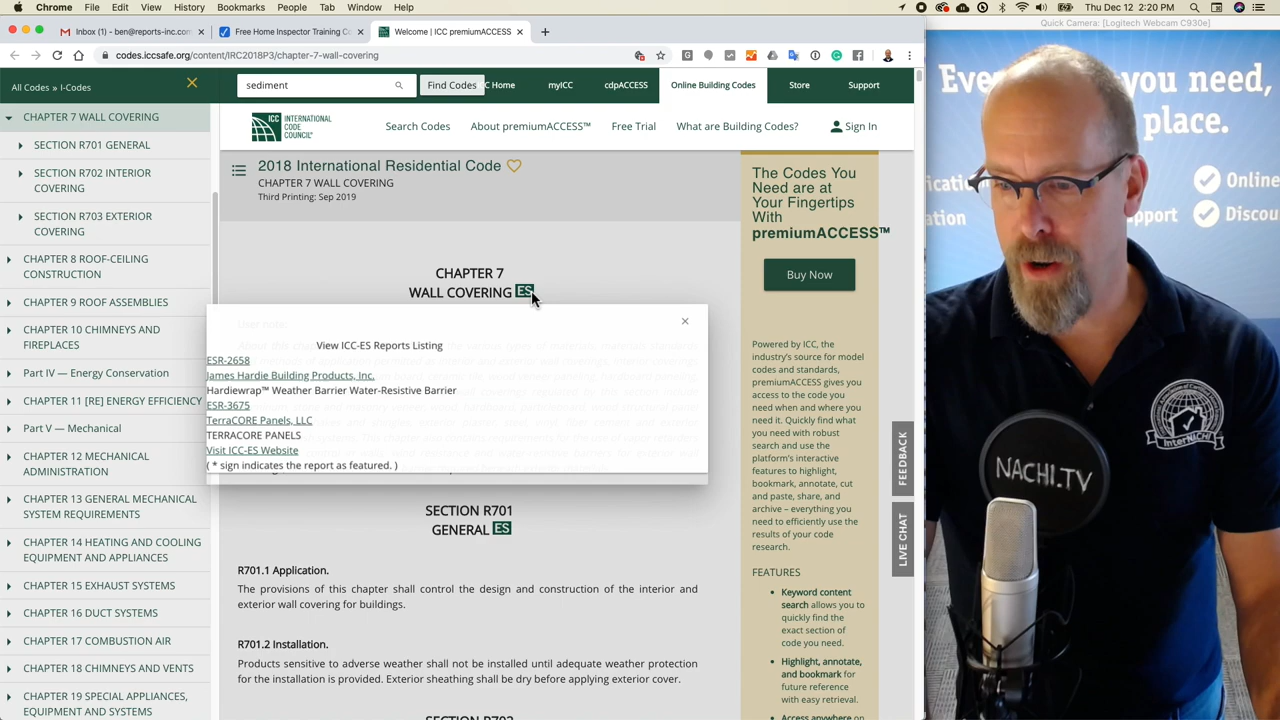 Chrome File Edit View History Bookmarks People Tab Window Help
Thu Dec 12 2:20 PM
Quick Camera: [Logitech Webcam C930e]
Inbox (1) - ben@reports-inc.com
Free Home Inspector Training C
Welcome | ICC premiumACCESS
codes.iccsafe.org/content/IRC2018P3/chapter-7-wall-covering
All Codes » I-Codes
sediment
Find Codes
C Home
myICC
cdpACCESS
Online Building Codes
Store
Support
ICC INTERNATIONAL CODE COUNCIL
Search Codes
About premiumACCESS™
Free Trial
What are Building Codes?
Sign In
CHAPTER 7 WALL COVERING
SECTION R701 GENERAL
SECTION R702 INTERIOR
COVERING
SECTION R703 EXTERIOR
COVERING
CHAPTER 8 ROOF-CEILING
CONSTRUCTION
CHAPTER 9 ROOF ASSEMBLIES
CHAPTER 10 CHIMNEYS AND
FIREPLACES
Part IV — Energy Conservation
CHAPTER 11 [RE] ENERGY EFFICIENCY
Part V — Mechanical
CHAPTER 12 MECHANICAL
ADMINISTRATION
CHAPTER 13 GENERAL MECHANICAL
SYSTEM REQUIREMENTS
CHAPTER 14 HEATING AND COOLING
EQUIPMENT AND APPLIANCES
CHAPTER 15 EXHAUST SYSTEMS
CHAPTER 16 DUCT SYSTEMS
CHAPTER 17 COMBUSTION AIR
CHAPTER 18 CHIMNEYS AND VENTS
CHAPTER 19 SPECIAL APPLIANCES,
EQUIPMENT AND SYSTEMS
2018 International Residential Code
CHAPTER 7 WALL COVERING
Third Printing: Sep 2019
CHAPTER 7
WALL COVERING ES
User note:
View ICC-ES Reports Listing
ESR-2658
James Hardie Building Products, Inc.
Hardiewrap™ Weather Barrier Water-Resistive Barrier
ESR-3675
TerraCORE Panels, LLC
TERRACORE PANELS
Visit ICC-ES Website
( * sign indicates the report as featured. )
SECTION R701
GENERAL ES
R701.1 Application.
The provisions of this chapter shall control the design and construction of the interior and
exterior wall covering for buildings.
R701.2 Installation.
Products sensitive to adverse weather shall not be installed until adequate weather protection
for the installation is provided. Exterior sheathing shall be dry before applying exterior cover.
SECTION R702
The Codes You
Need are at
Your Fingertips
With
premiumACCESS™
Buy Now
Powered by ICC, the
industry's source for model
codes and standards,
premiumACCESS gives you
access to the code you
need when and where you
need it. Quickly find what
you need with robust
search and use the
platform's interactive
features to highlight,
bookmark, annotate, cut
and paste, share, and
archive – everything you
need to efficiently use the
results of your code
research.
FEATURES
Keyword content
search allows you to
quickly find the
exact section of
code you need.
Highlight, annotate,
and bookmark for
future reference
with easy retrieval.
Access anywhere on
FEEDBACK
LIVE CHAT
you need,
place.
Online
Discou
InterNACHI
NACHI.TV